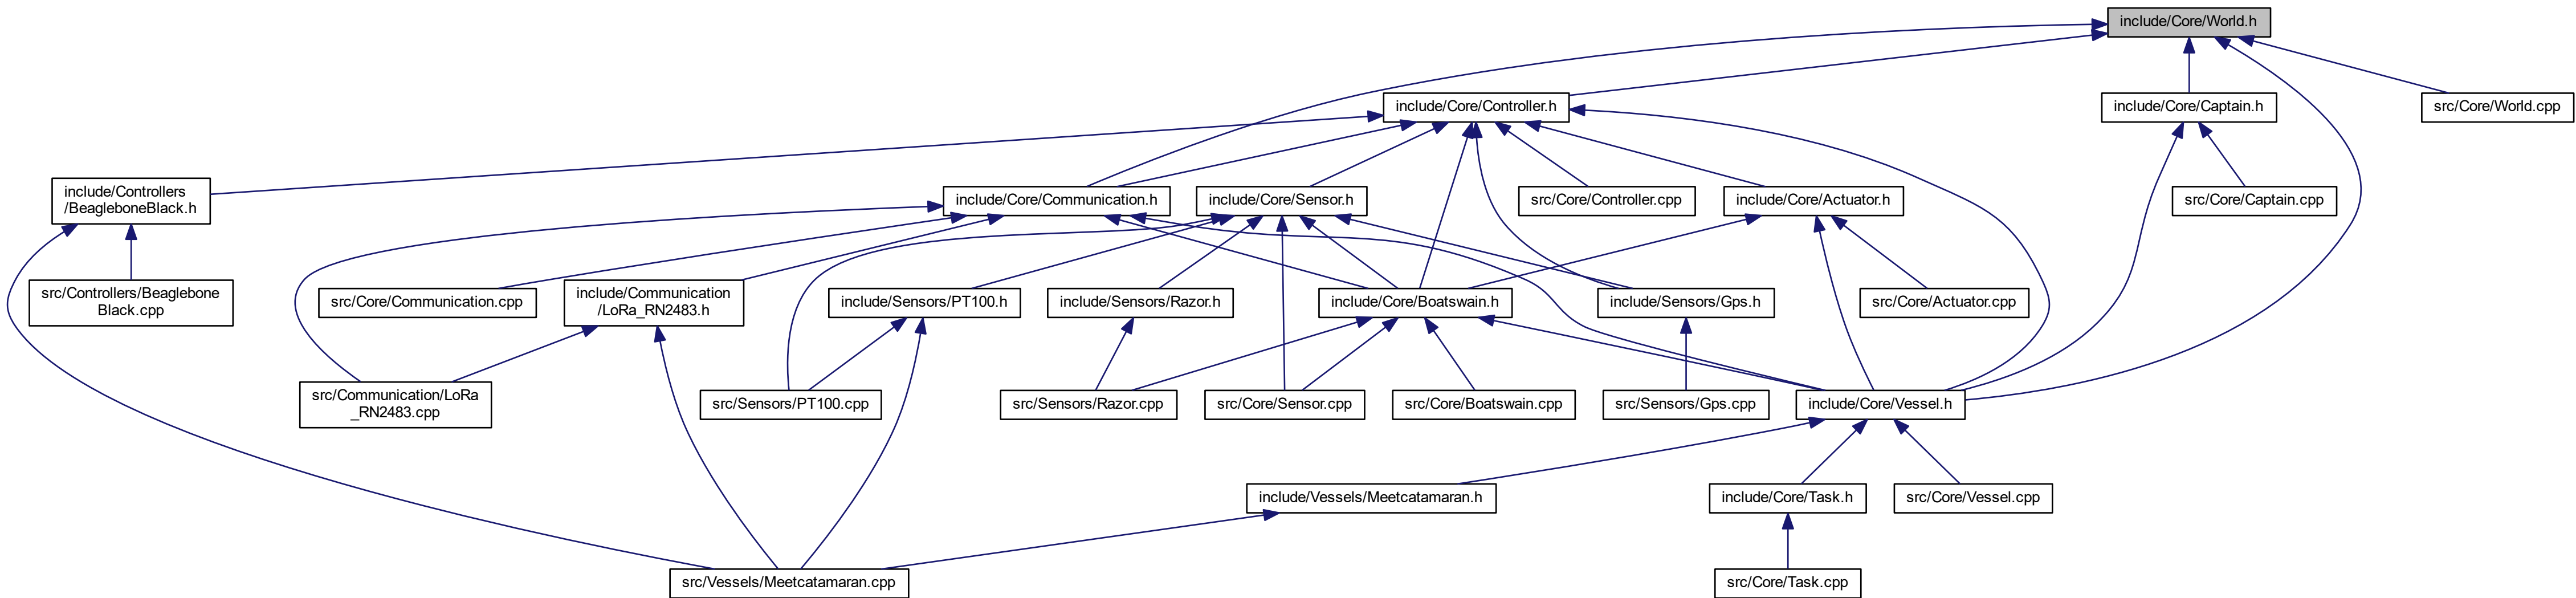 include/Core/World.h
include/Core/Controller.h
include/Core/Captain.h
src/Core/World.cpp
include/Controllers
/BeagleboneBlack.h
include/Core/Communication.h
include/Core/Sensor.h
src/Core/Controller.cpp
include/Core/Actuator.h
src/Core/Captain.cpp
src/Controllers/Beaglebone
Black.cpp
src/Core/Communication.cpp
include/Communication
/LoRa_RN2483.h
include/Sensors/PT100.h
include/Sensors/Razor.h
include/Core/Boatswain.h
include/Sensors/Gps.h
src/Core/Actuator.cpp
src/Communication/LoRa
_RN2483.cpp
src/Sensors/PT100.cpp
src/Sensors/Razor.cpp
src/Core/Sensor.cpp
src/Core/Boatswain.cpp
src/Sensors/Gps.cpp
include/Core/Vessel.h
include/Vessels/Meetcatamaran.h
include/Core/Task.h
src/Core/Vessel.cpp
src/Vessels/Meetcatamaran.cpp
src/Core/Task.cpp